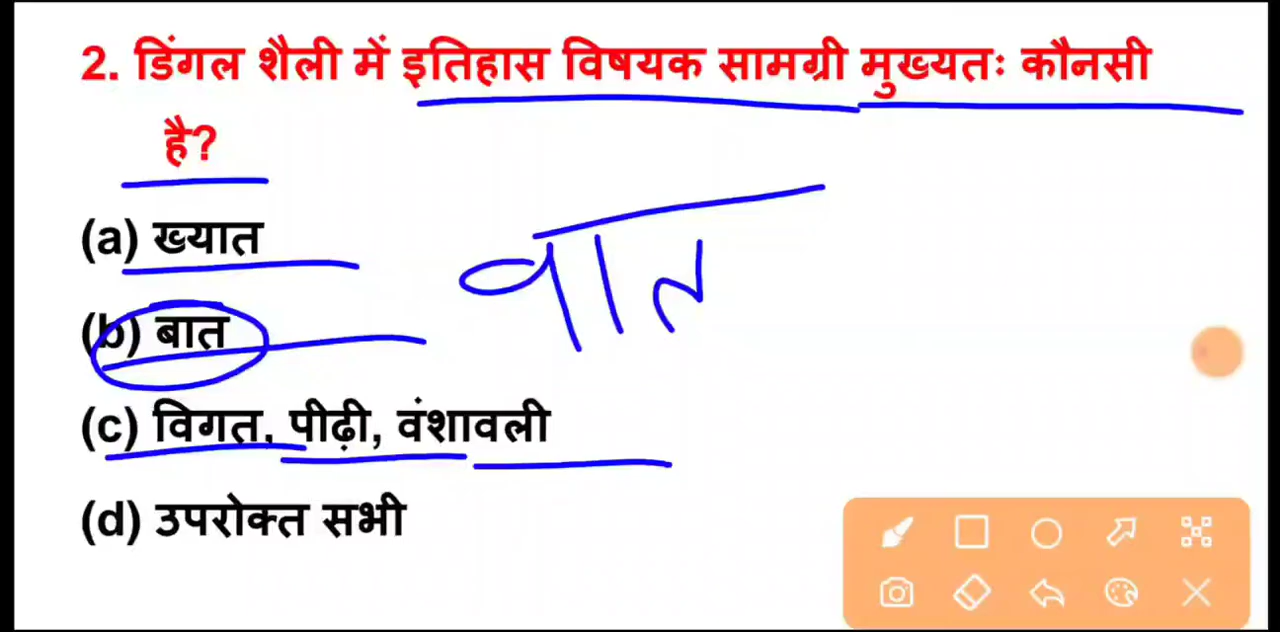 2. डिंगल शैली में इतिहास विषयक सामग्री मुख्यतः कौनसी
है?
(a) ख्यात
(b) बात
वात
(c) विगत, पीढ़ी, वंशावली
(d) उपरोक्त सभी